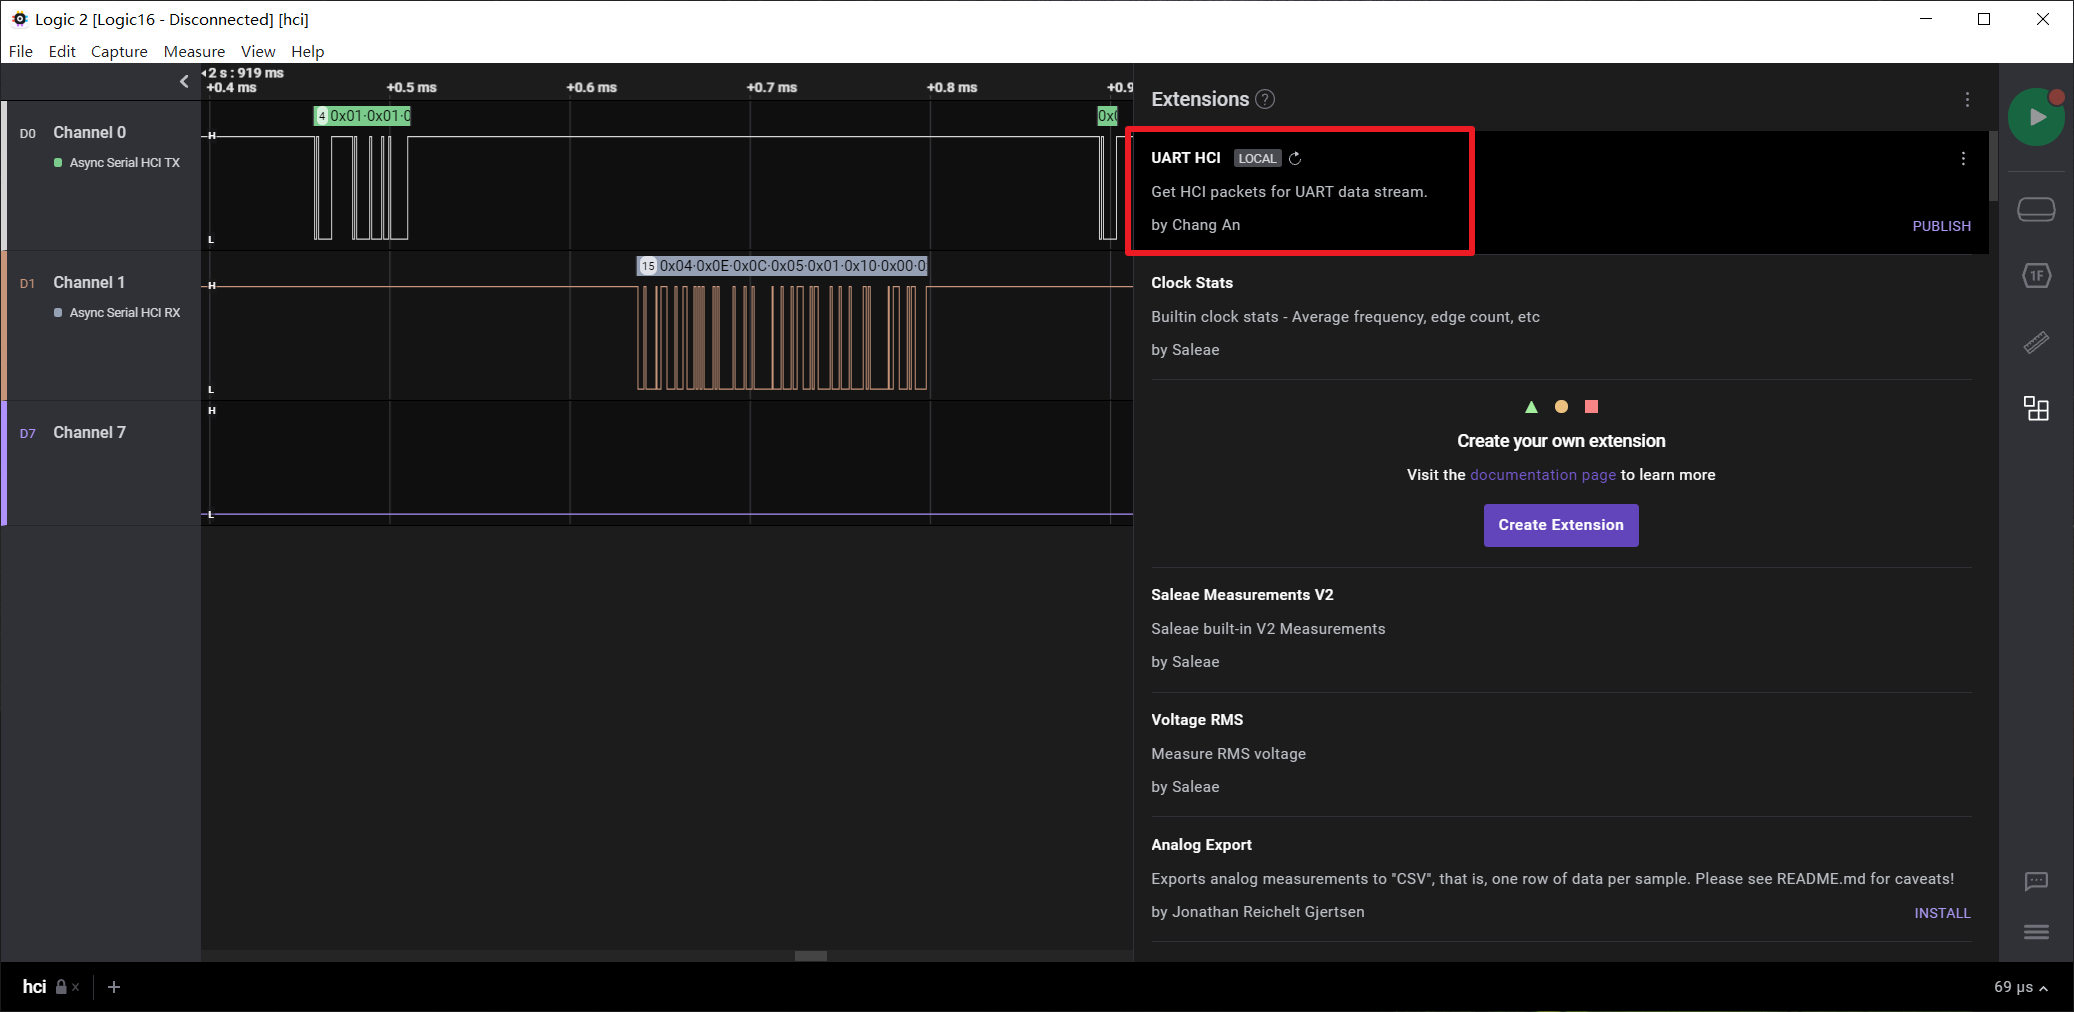 Logic 2 [Logic16 - Disconnected] [hci]
File Edit Capture Measure View Help
2 s : 919 ms
+0.4 ms +0.5 ms +0.6 ms +0.7 ms +0.8 ms +0.9
D0 Channel 0
Async Serial HCI TX
H
4 0x01·0x01·0
0x0
L
D1 Channel 1
Async Serial HCI RX
H
15 0x04·0x0E·0x0C·0x05·0x01·0x10·0x00·0
L
D7 Channel 7
H
L
Extensions ?
UART HCI LOCAL
Get HCI packets for UART data stream.
by Chang An
PUBLISH
Clock Stats
Builtin clock stats - Average frequency, edge count, etc
by Saleae
Create your own extension
Visit the documentation page to learn more
Create Extension
Saleae Measurements V2
Saleae built-in V2 Measurements
by Saleae
Voltage RMS
Measure RMS voltage
by Saleae
Analog Export
Exports analog measurements to "CSV", that is, one row of data per sample. Please see README.md for caveats!
by Jonathan Reichelt Gjertsen
INSTALL
1F
hci × +
69 µs